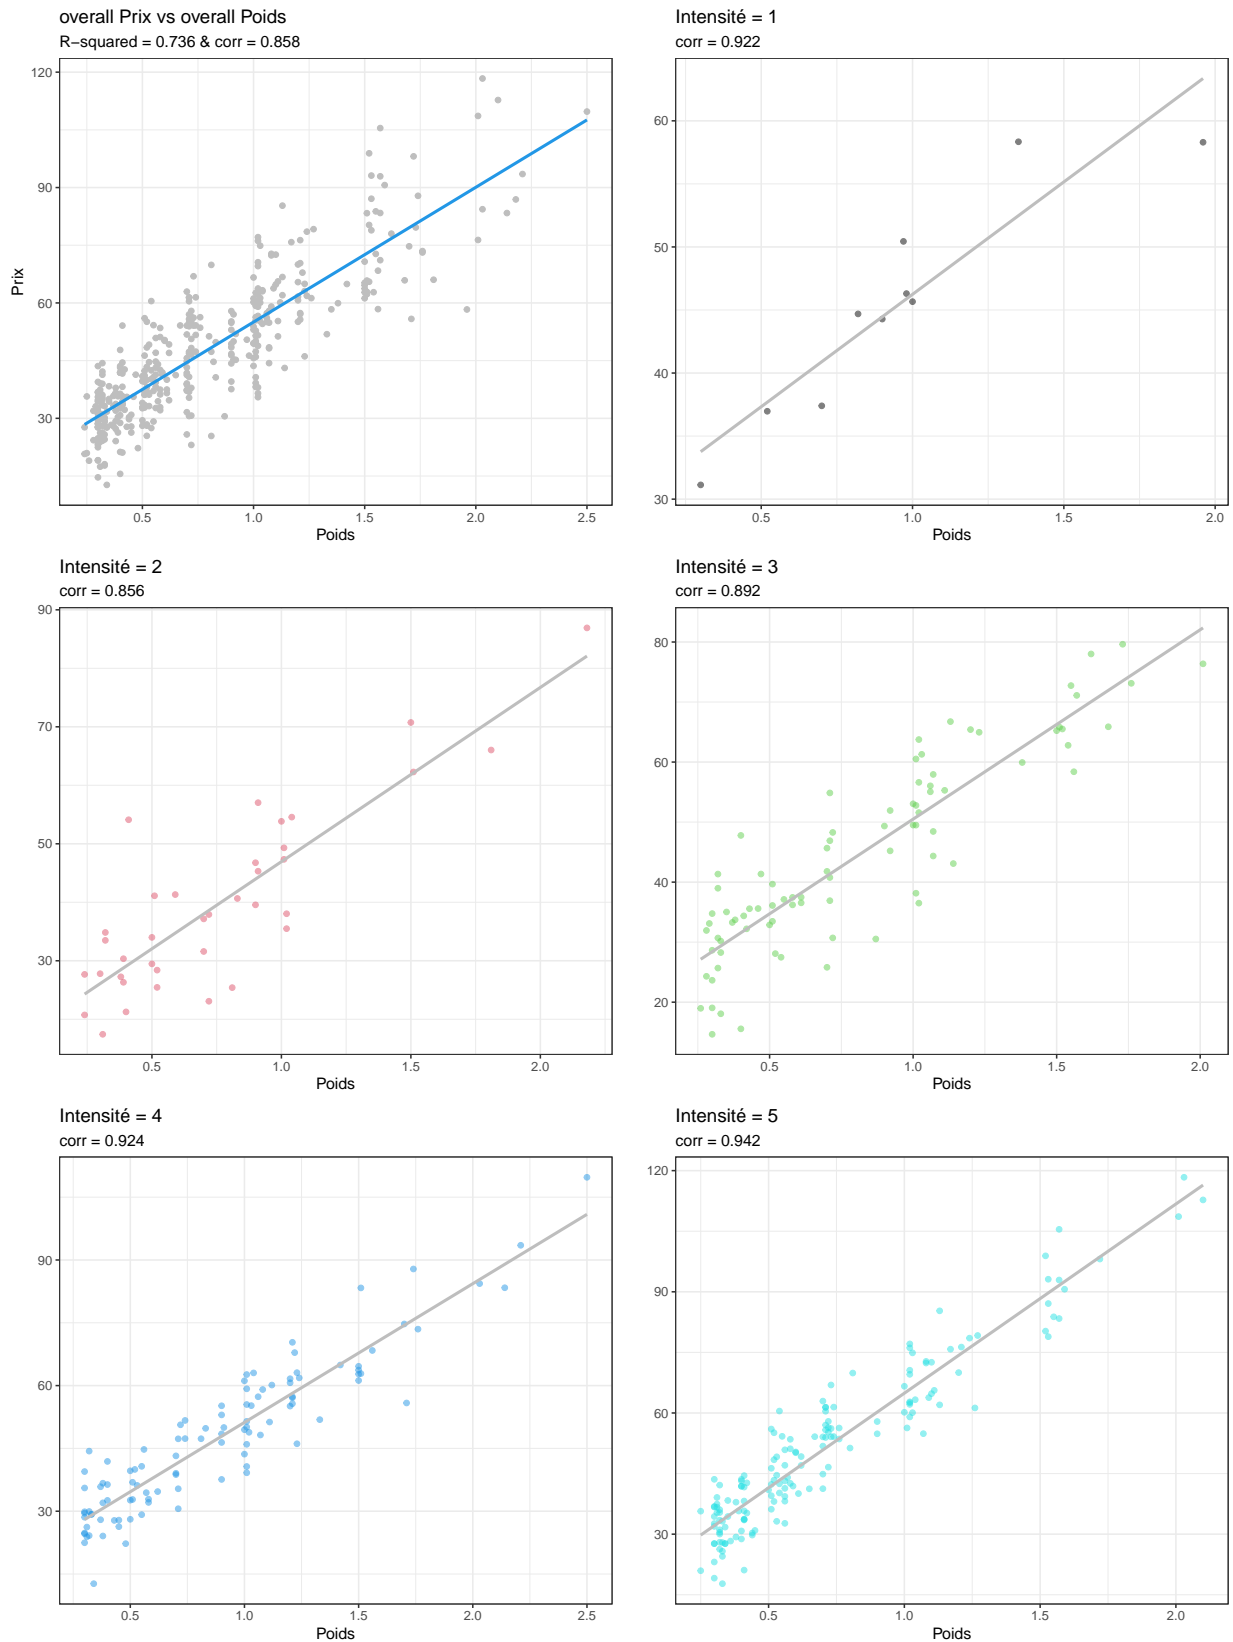 overall Prix vs overall Poids
R−squared = 0.736 & corr = 0.858
120
90
60
30
Prix
0.5 1.0 1.5 2.0 2.5
Poids
Intensité = 1
corr = 0.922
60
50
40
30
0.5 1.0 1.5 2.0
Poids
Intensité = 2
corr = 0.856
90
70
50
30
0.5 1.0 1.5 2.0
Poids
Intensité = 3
corr = 0.892
80
60
40
20
0.5 1.0 1.5 2.0
Poids
Intensité = 4
corr = 0.924
90
60
30
0.5 1.0 1.5 2.0 2.5
Poids
Intensité = 5
corr = 0.942
120
90
60
30
0.5 1.0 1.5 2.0
Poids